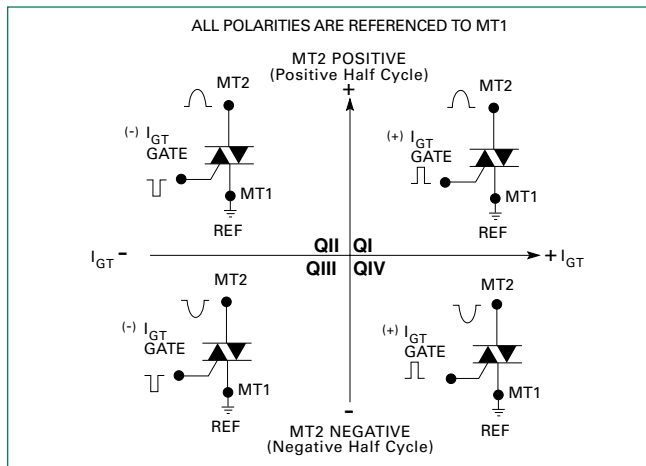 ALL POLARITIES ARE REFERENCED TO MT1
MT2 POSITIVE
(Positive Half Cycle)
+
MT2
(-) IGT
GATE
MT1
REF
MT2
(+) IGT
GATE
MT1
REF
IGT -
QII QI
QIII QIV
+ IGT
MT2
(-) IGT
GATE
MT1
REF
MT2
(+) IGT
GATE
MT1
REF
-
MT2 NEGATIVE
(Negative Half Cycle)